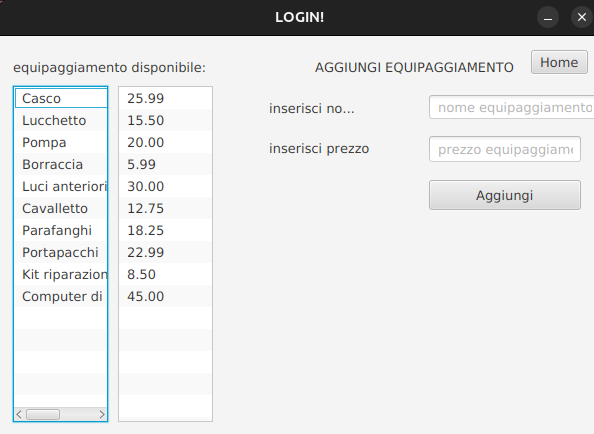 LOGIN!
equipaggiamento disponibile:
AGGIUNGI EQUIPAGGIAMENTO
Home
Casco 25.99
Lucchetto 15.50
Pompa 20.00
Borraccia 5.99
Luci anteriori 30.00
Cavalletto 12.75
Parafanghi 18.25
Portapacchi 22.99
Kit riparazion 8.50
Computer di 45.00
inserisci no... nome equipaggiamento
inserisci prezzo prezzo equipaggiame
Aggiungi